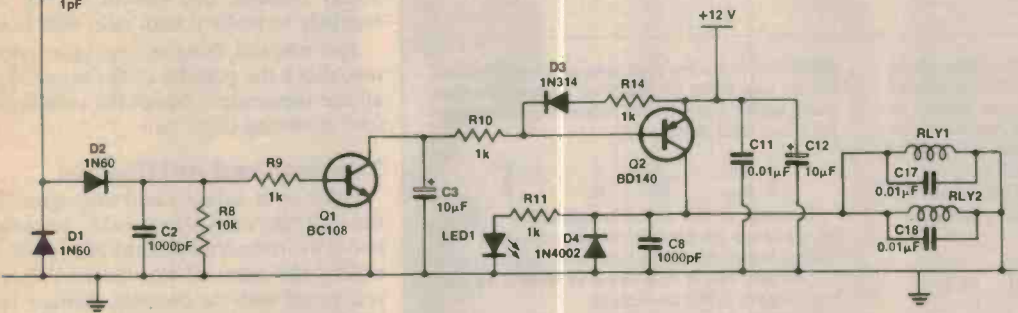 1pF
+12 V
D3
1N314
R14
1k
D2
1N60
R9
1k
R10
1k
Q2
BD140
C11
0.01µF
C12
10µF
RLY1
C17
0.01µF
RLY2
C18
0.01µF
D1
1N60
C2
1000pF
R8
10k
Q1
BC108
C3
10µF
LED1
R11
1k
D4
1N4002
C8
1000pF